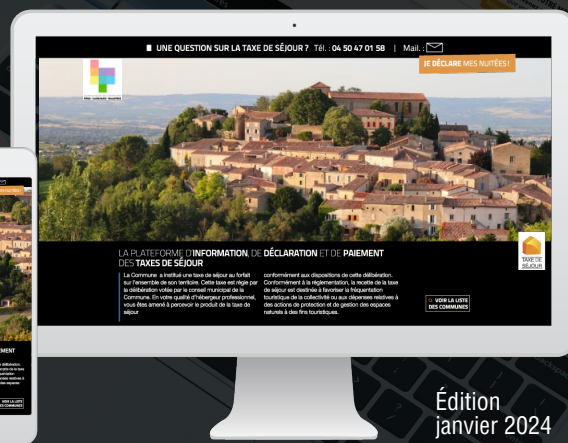 UNE QUESTION SUR LA TAXE DE SÉJOUR ? Tél. : 04 50 47 01 58 | Mail. :
JE DÉCLARE MES NUITÉES !
LA PLATEFORME D'INFORMATION, DE DÉCLARATION ET DE PAIEMENT
DES TAXES DE SÉJOUR
La Commune a institué une taxe de séjour au forfait
sur l'ensemble de son territoire. Cette taxe est régie par
la délibération votée par le conseil municipal de la
Commune. En votre qualité d'hébergeur professionnel,
vous êtes amené à percevoir le produit de la taxe de
séjour
conformément aux dispositions de cette délibération.
Conformément à la réglementation, la recette de la taxe
de séjour est destinée à favoriser la fréquentation
touristique de la collectivité ou aux dépenses relatives à
des actions de protection et de gestion des espaces
naturels à des fins touristiques.
TAXE DE
SÉJOUR
VOIR LA LISTE
DES COMMUNES
VOIR LA LISTE
DES COMMUNES
Édition
janvier 2024